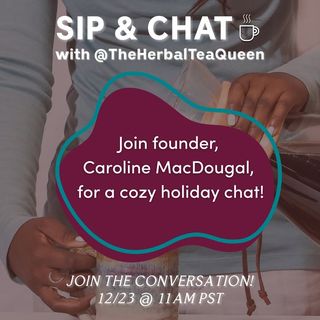 SIP & CHAT
with @TheHerbalTeaQueen
Join founder,
Caroline MacDougal,
for a cozy holiday chat!
JOIN THE CONVERSATION!
12/23 @ 11AM PST